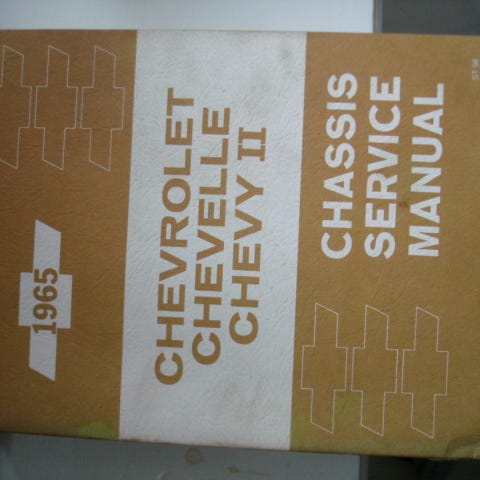 1965
CHEVROLET
CHEVELLE
CHEVY II
CHASSIS
SERVICE
MANUAL